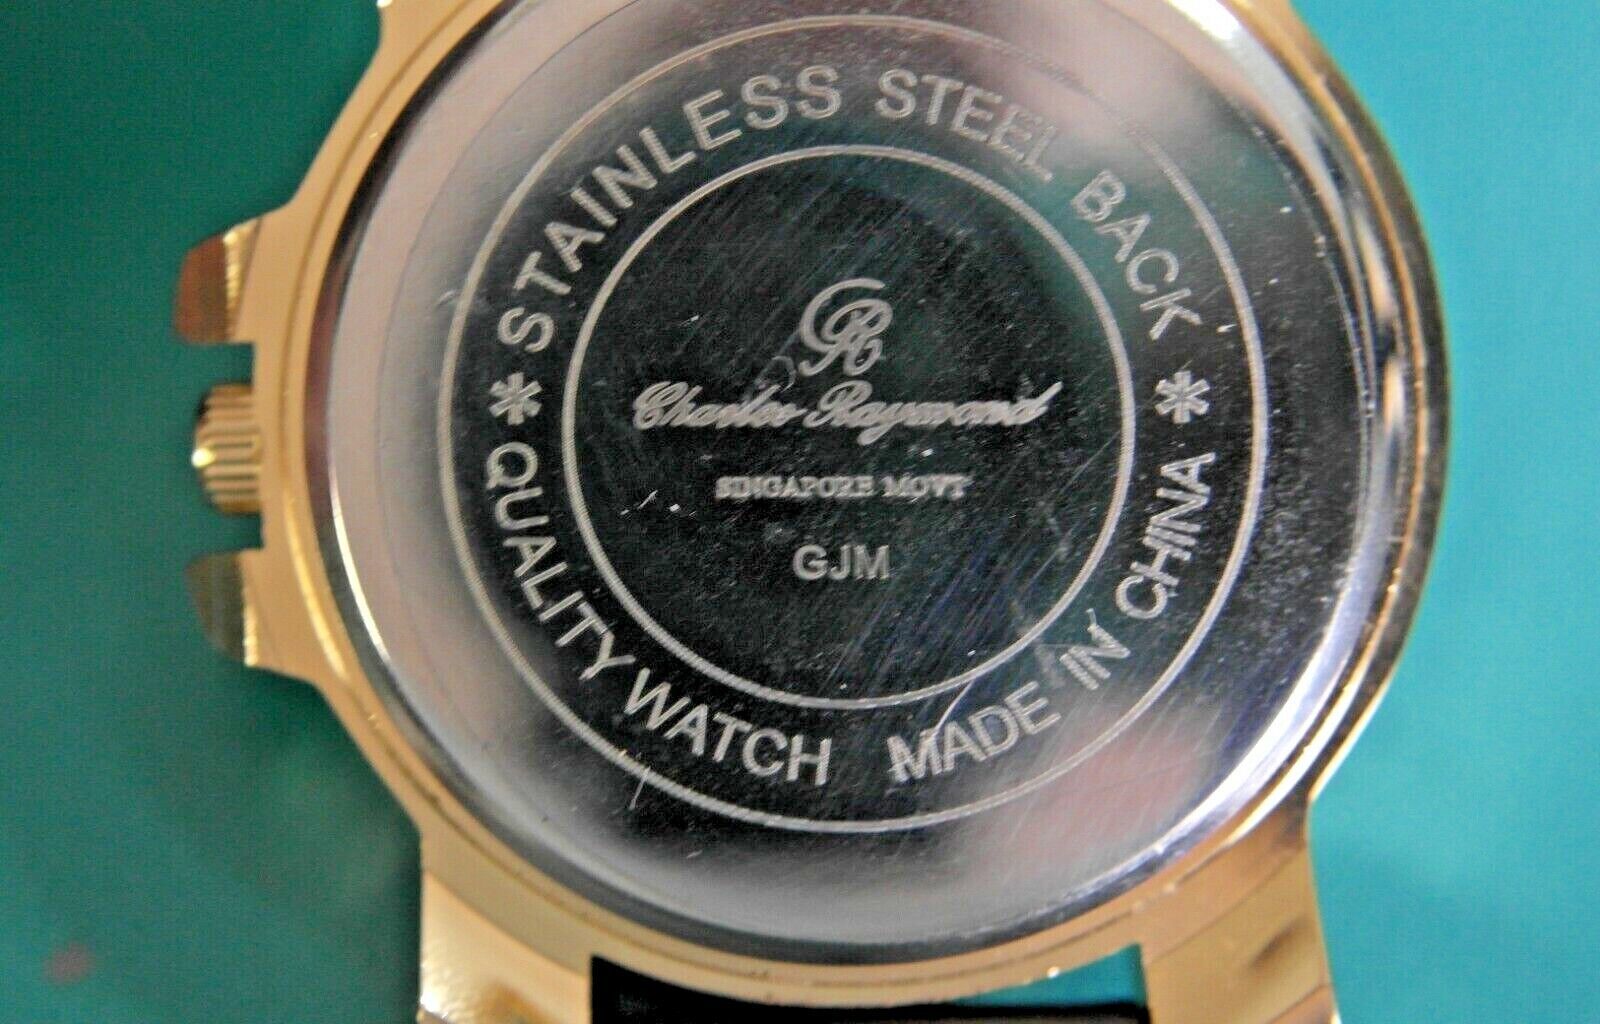 * STAINLESS STEEL BACK *
QUALITY WATCH MADE IN CHINA
CR
Charles Raymond
SINGAPORE MOVT
GJM